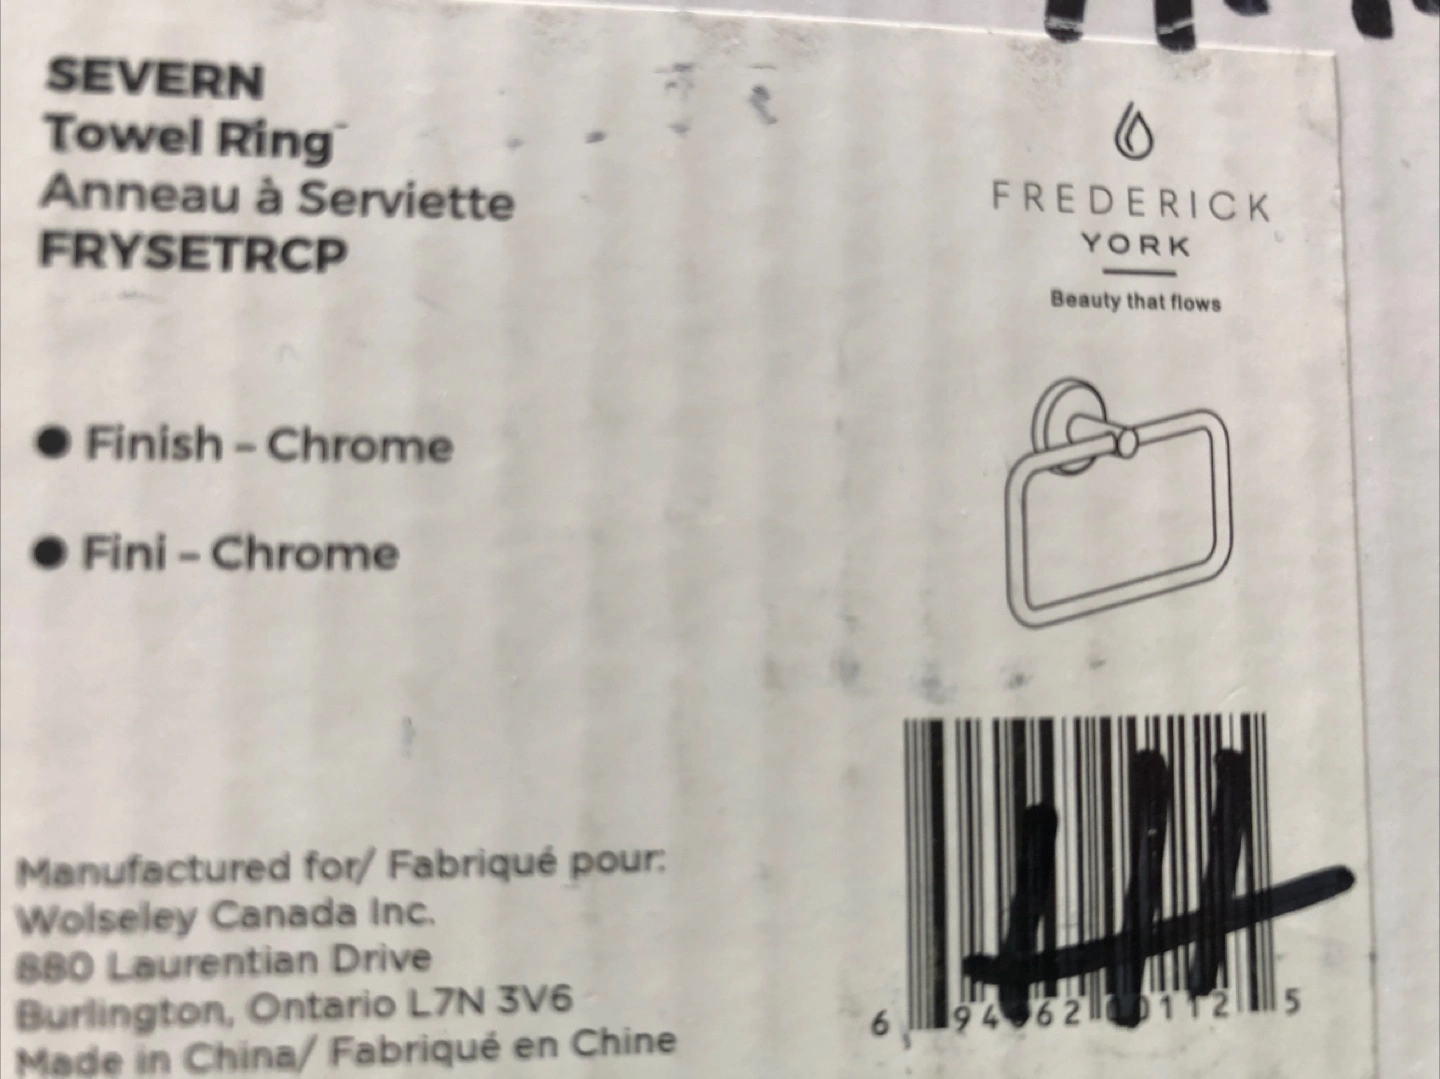 SEVERN
Towel Ring
Anneau à Serviette
FRYSETRCP
FREDERICK
YORK
Beauty that flows
● Finish – Chrome
● Fini – Chrome
Manufactured for/ Fabriqué pour:
Wolseley Canada Inc.
880 Laurentian Drive
Burlington, Ontario L7N 3V6
Made in China/ Fabriqué en Chine